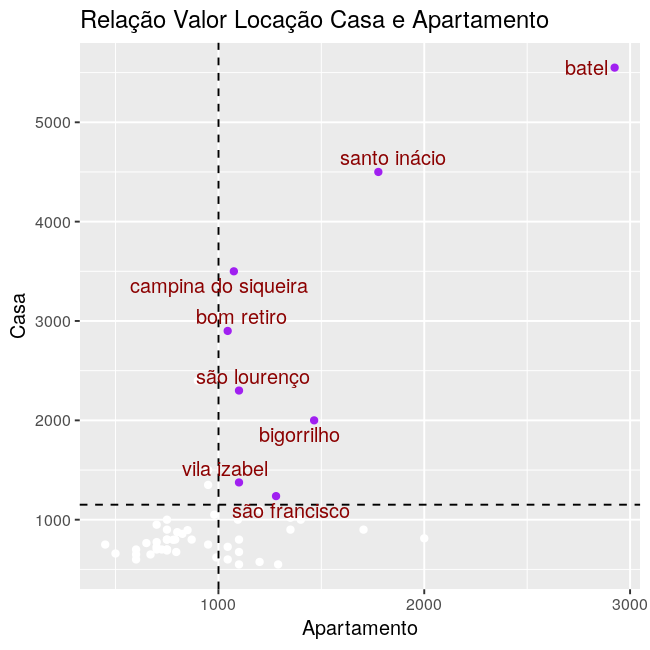 Relação Valor Locação Casa e Apartamento
batel
5000
santo inácio
4000
campina do siqueira
bom retiro
3000
Casa
são lourenço
2000
bigorrilho
vila izabel
são francisco
1000
1000
2000
3000
Apartamento